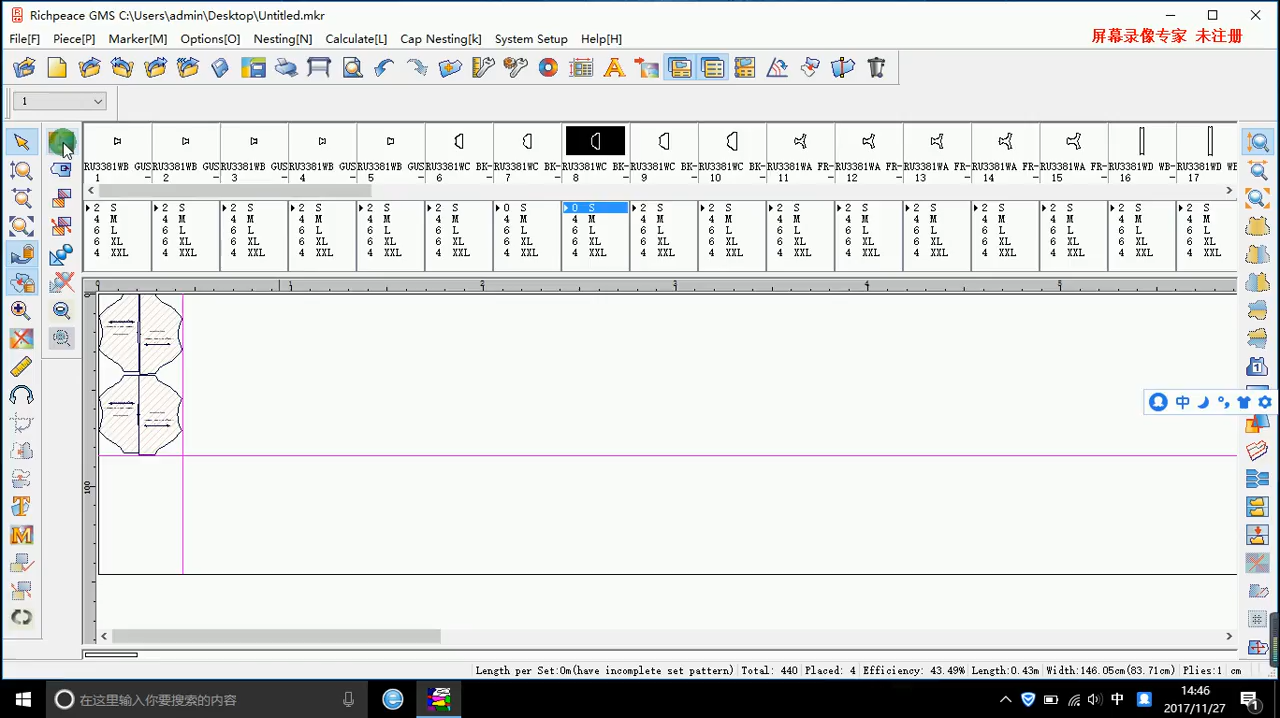 Richpeace GMS C:\Users\admin\Desktop\Untitled.mkr
屏幕录像专家 未注册
File[F] Piece[P] Marker[M] Options[O] Nesting[N] Calculate[L] Cap Nesting[k] System Setup Help[H]
1
RU3381WB GUS RU3381WB GUS RU3381WB GUS RU3381WB GUS RU3381WB GUS RU3381WC BK- RU3381WC BK- RU3381WC BK- RU3381WC BK- RU3381WC BK- RU3381WA FR- RU3381WA FR- RU3381WA FR- RU3381WA FR- RU3381WA FR- RU3381WD WB- RU3381WD WE
1 2 3 4 5 6 7 8 9 10 11 12 13 14 15 16 17
2 S 2 S 2 S 2 S 2 S 2 S 0 S 0 S 2 S 2 S 2 S 2 S 2 S 2 S 2 S 2 S 2 S
4 M 4 M 4 M 4 M 4 M 4 M 4 M 4 M 4 M 4 M 4 M 4 M 4 M 4 M 4 M 4 M 4 M
6 L 6 L 6 L 6 L 6 L 6 L 6 L 6 L 6 L 6 L 6 L 6 L 6 L 6 L 6 L 6 L 6 L
6 XL 6 XL 6 XL 6 XL 6 XL 6 XL 6 XL 6 XL 6 XL 6 XL 6 XL 6 XL 6 XL 6 XL 6 XL 6 XL 6 XL
4 XXL 4 XXL 4 XXL 4 XXL 4 XXL 4 XXL 4 XXL 4 XXL 4 XXL 4 XXL 4 XXL 4 XXL 4 XXL 4 XXL 4 XXL 4 XXL 4 XXL
0 1 2 3 4 5
0
中
100
Length per Set:0m(have incomplete set pattern) Total: 440 Placed: 4 Efficiency: 43.49% Length:0.43m Width:146.05cm(83.71cm) Plies:1 cm
在这里输入你要搜索的内容
中
14:46
2017/11/27